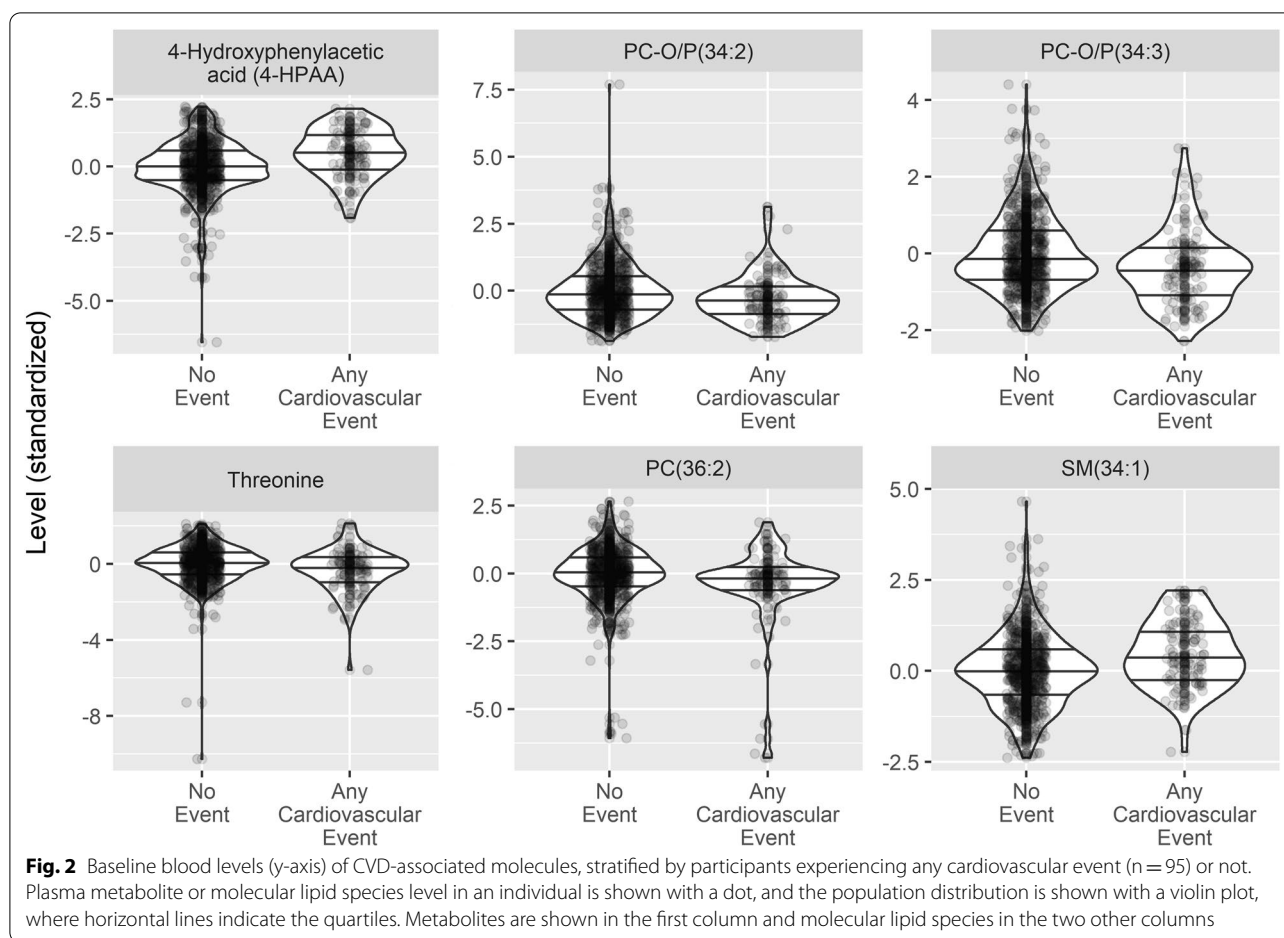 4-Hydroxyphenylacetic
acid (4-HPAA)
PC-O/P(34:2)
PC-O/P(34:3)
2.5
0.0
-2.5
-5.0
7.5
5.0
2.5
0.0
4
2
0
-2
No
Event
Any
Cardiovascular
Event
No
Event
Any
Cardiovascular
Event
No
Event
Any
Cardiovascular
Event
Level (standardized)
Threonine
PC(36:2)
SM(34:1)
0
-4
-8
2.5
0.0
-2.5
-5.0
5.0
2.5
0.0
-2.5
No
Event
Any
Cardiovascular
Event
No
Event
Any
Cardiovascular
Event
No
Event
Any
Cardiovascular
Event
Fig. 2 Baseline blood levels (y-axis) of CVD-associated molecules, stratified by participants experiencing any cardiovascular event (n = 95) or not.
Plasma metabolite or molecular lipid species level in an individual is shown with a dot, and the population distribution is shown with a violin plot,
where horizontal lines indicate the quartiles. Metabolites are shown in the first column and molecular lipid species in the two other columns